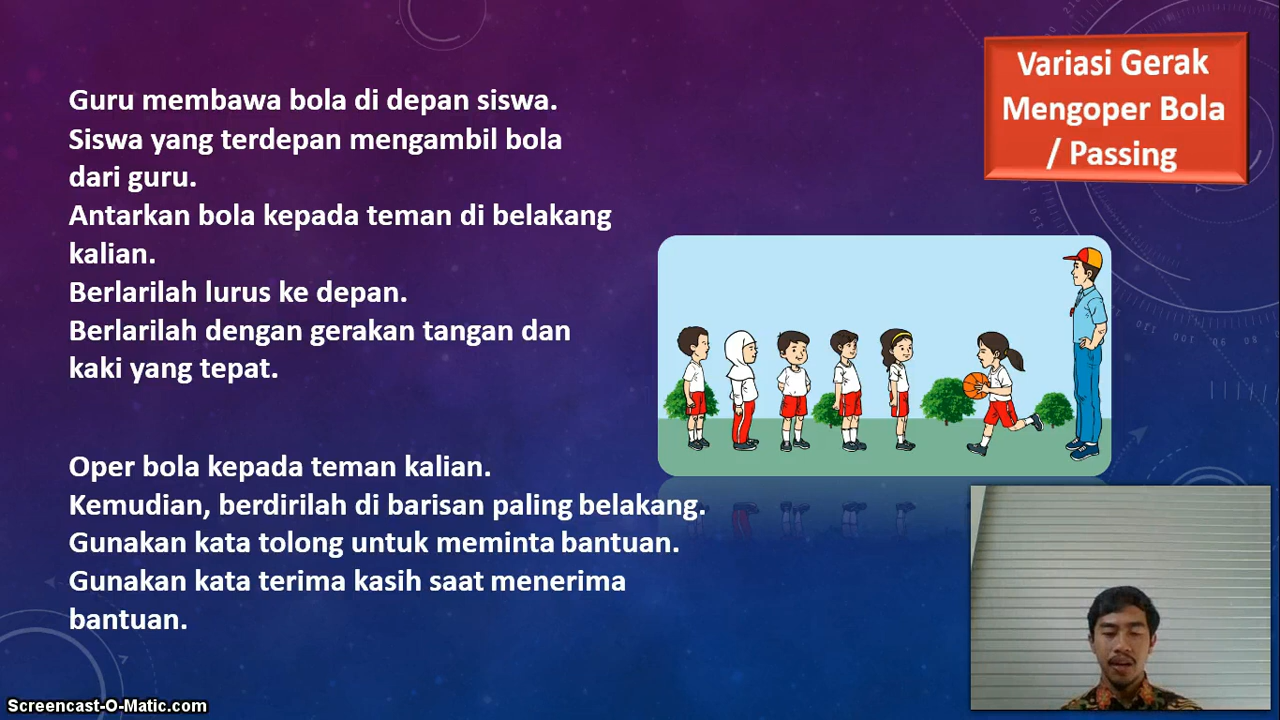 Variasi Gerak
Mengoper Bola
/ Passing
Guru membawa bola di depan siswa.
Siswa yang terdepan mengambil bola
dari guru.
Antarkan bola kepada teman di belakang
kalian.
Berlarilah lurus ke depan.
Berlarilah dengan gerakan tangan dan
kaki yang tepat.
Oper bola kepada teman kalian.
Kemudian, berdirilah di barisan paling belakang.
Gunakan kata tolong untuk meminta bantuan.
Gunakan kata terima kasih saat menerima
bantuan.
Screencast-O-Matic.com